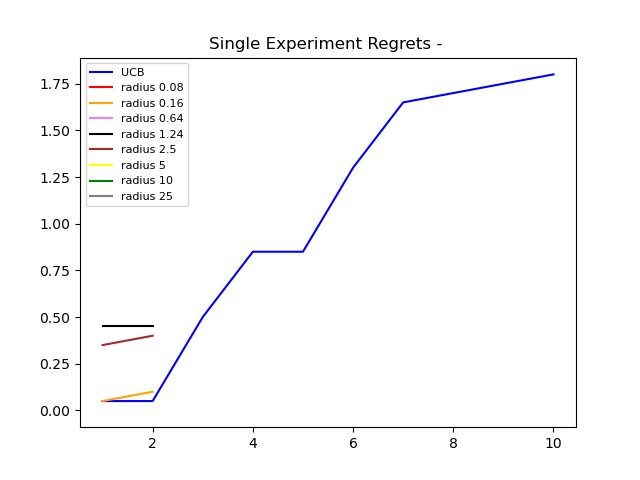 Single Experiment Regrets -
UCB
radius 0.08
radius 0.16
radius 0.64
radius 1.24
radius 2.5
radius 5
radius 10
radius 25
1.75
1.50
1.25
1.00
0.75
0.50
0.25
0.00
2 4 6 8 10